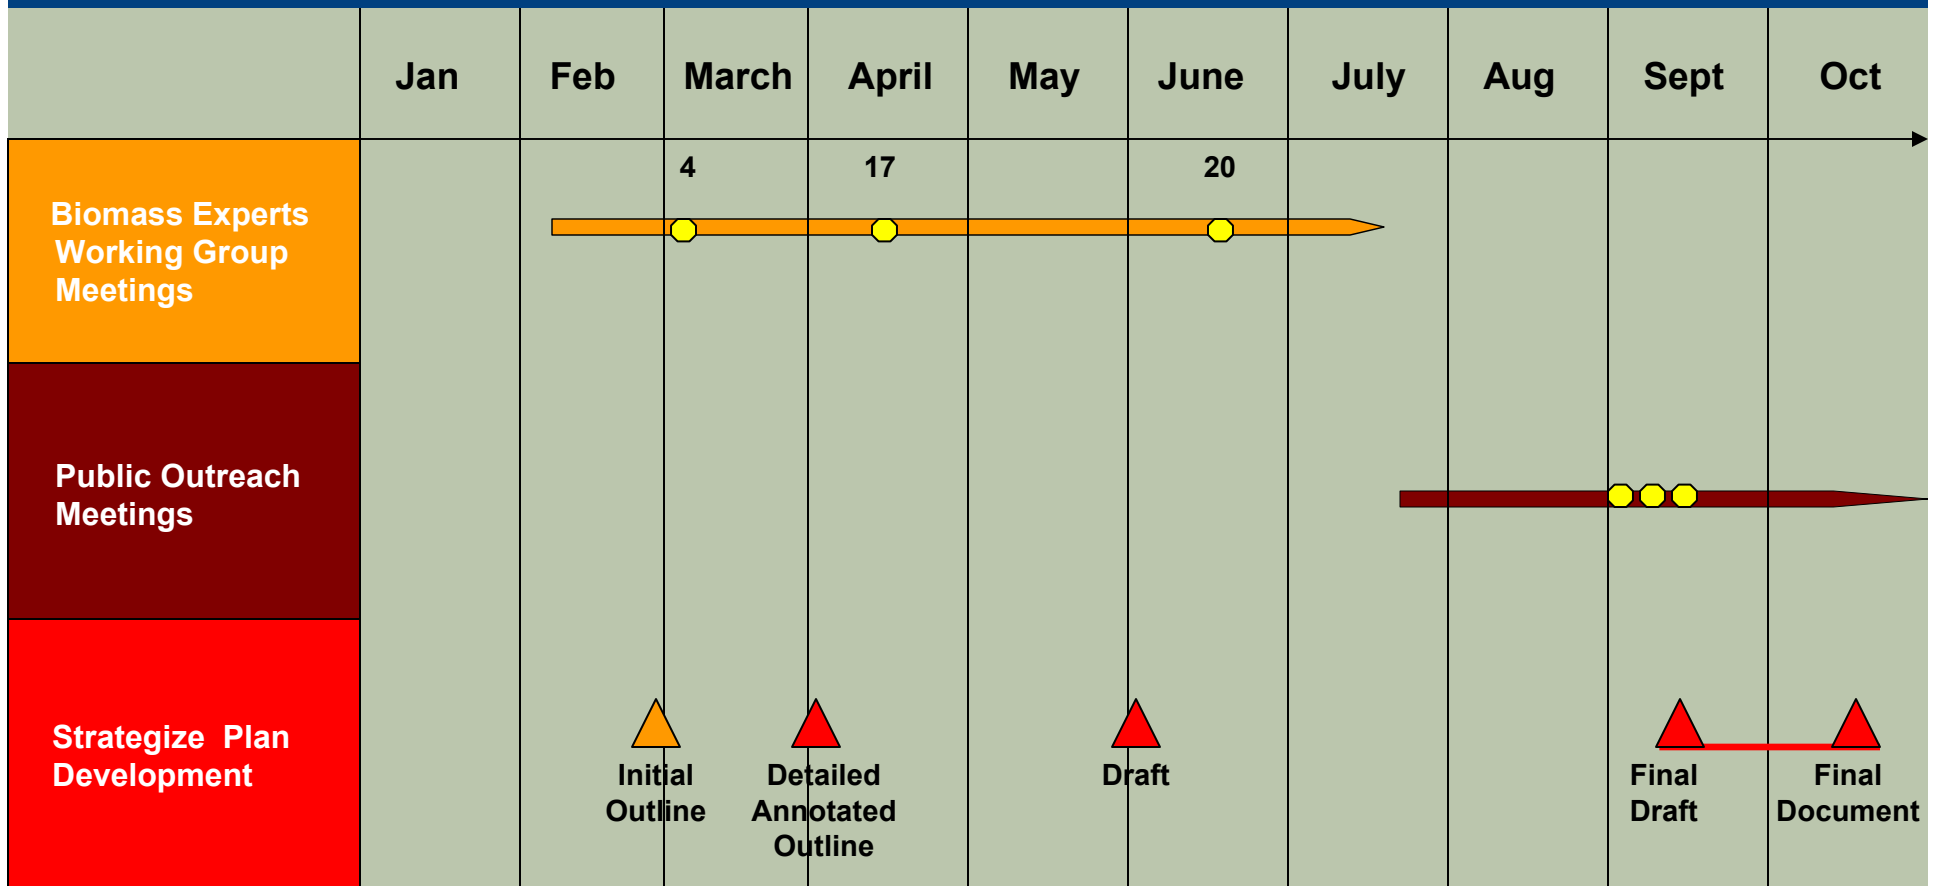 Jan Feb March April May June July Aug Sept Oct
4 17 20
Biomass Experts
Working Group
Meetings
Public Outreach
Meetings
Strategize Plan
Development
Initial
Outline
Detailed
Annotated
Outline
Draft
Final
Draft
Final
Document